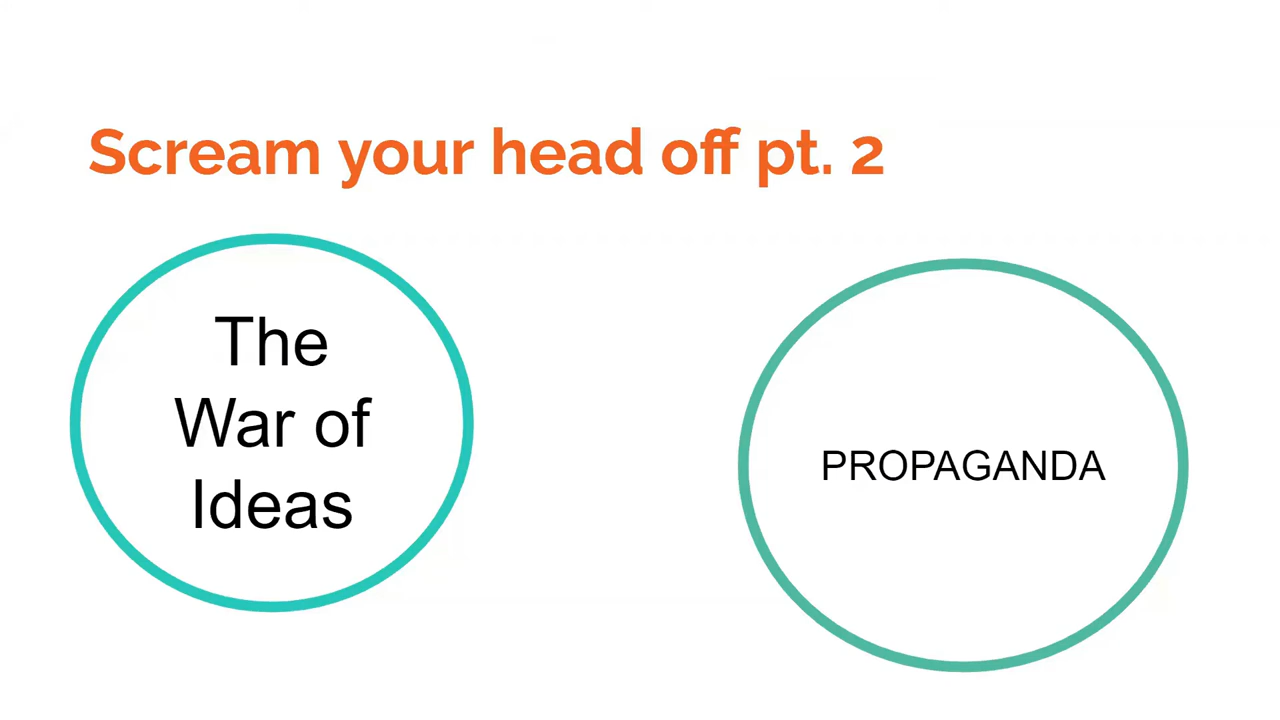 Scream your head off pt. 2
The
War of
Ideas
PROPAGANDA